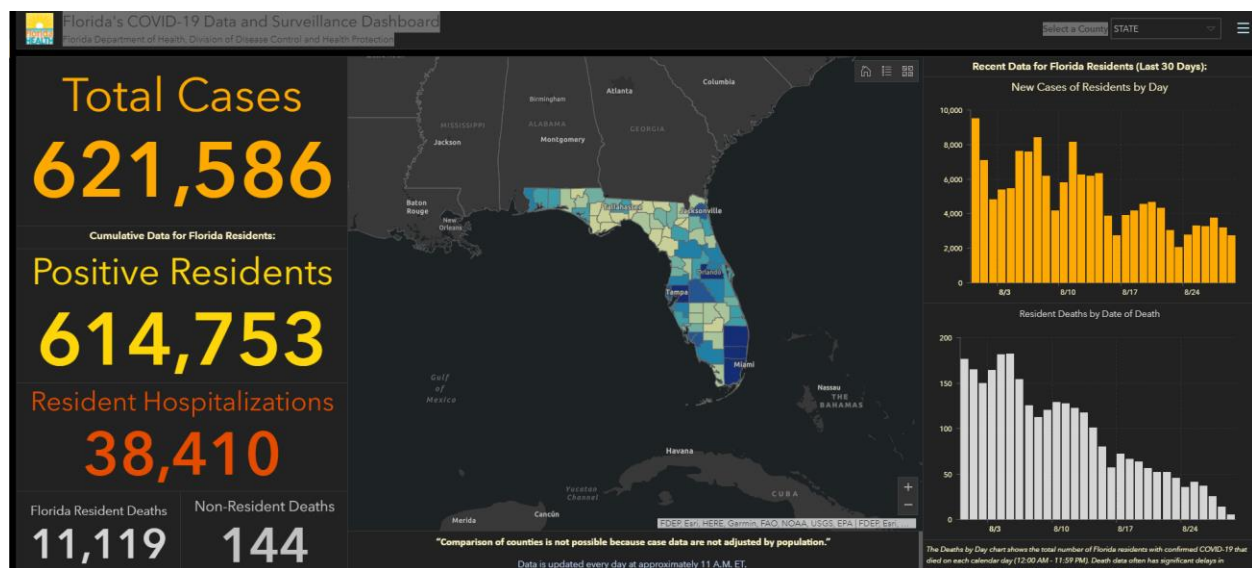 Florida's COVID-19 Data and Surveillance Dashboard
Florida Department of Health, Division of Disease Control and Health Protection
FLORIDA
HEALTH
Select a County
STATE
Total Cases
621,586
Cumulative Data for Florida Residents:
Positive Residents
614,753
Resident Hospitalizations
38,410
Florida Resident Deaths
11,119
Non-Resident Deaths
144
Atlanta
Columbia
Birmingham
MISSISSIPPI
ALABAMA
GEORGIA
Jackson
Montgomery
Baton
Rouge
New
Orleans
Tallahassee
Jacksonville
Orlando
Tampa
Miami
Gulf
of
Mexico
Nassau
THE
BAHAMAS
Havana
Yucatan
Channel
CUBA
Merida
Cancún
+
−
FDEP, Esri, HERE, Garmin, FAO, NOAA, USGS, EPA | FDEP, Esri,
"Comparison of counties is not possible because case data are not adjusted by population."
Data is updated every day at approximately 11 A.M. ET.
Recent Data for Florida Residents (Last 30 Days):
New Cases of Residents by Day
10,000
8,000
6,000
4,000
2,000
0
8/3 8/10 8/17 8/24
Resident Deaths by Date of Death
200
150
100
50
0
8/3 8/10 8/17 8/24
The Deaths by Day chart shows the total number of Florida residents with confirmed COVID-19 that
died on each calendar day (12:00 AM - 11:59 PM). Death data often has significant delays in